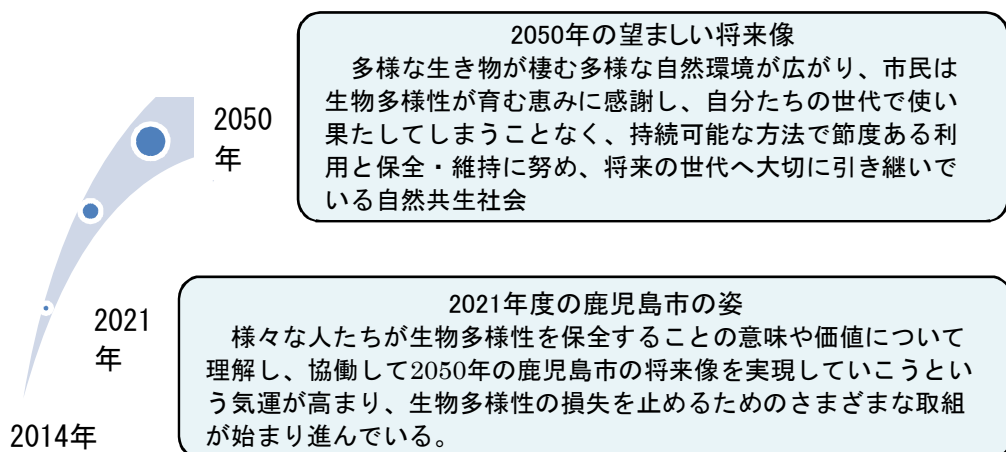 2050年の望ましい将来像
多様な生き物が棲む多様な自然環境が広がり、市民は
生物多様性が育む恵みに感謝し、自分たちの世代で使い
果たしてしまうことなく、持続可能な方法で節度ある利
用と保全・維持に努め、将来の世代へ大切に引き継いで
いる自然共生社会
2050
年
2021年度の鹿児島市の姿
様々な人たちが生物多様性を保全することの意味や価値について
理解し、協働して2050年の鹿児島市の将来像を実現していこうとい
う気運が高まり、生物多様性の損失を止めるためのさまざまな取組
が始まり進んでいる。
2021
年
2014年